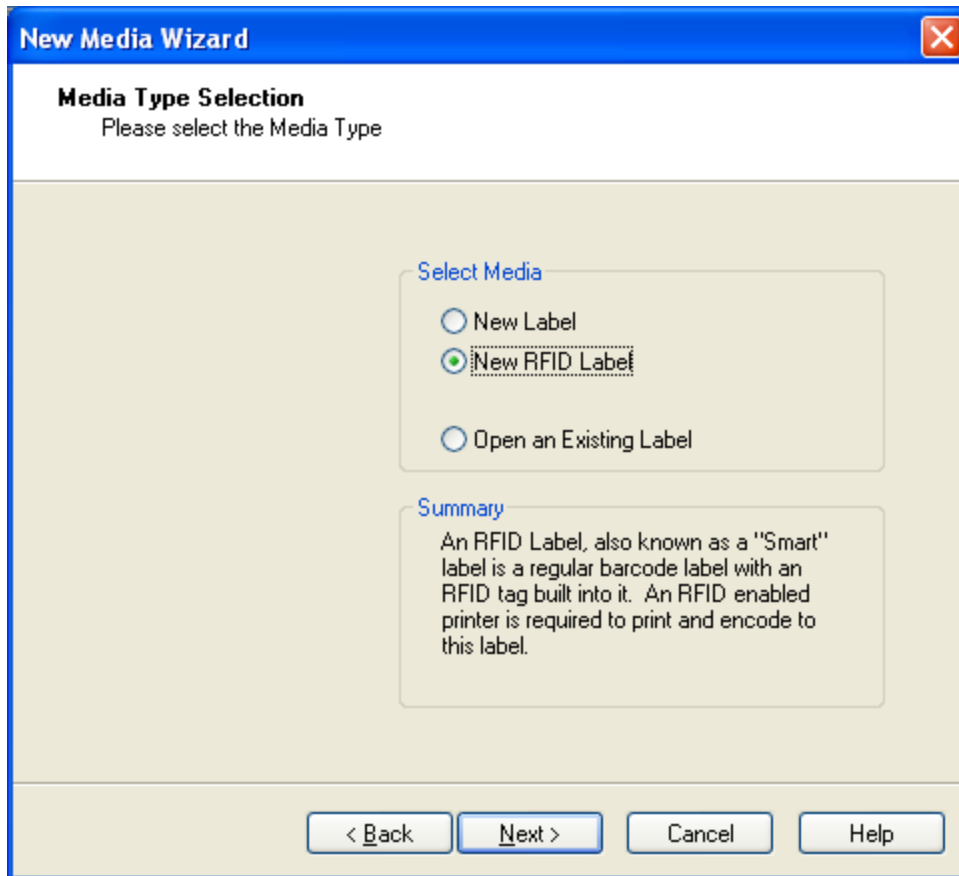 New Media Wizard
Media Type Selection
Please select the Media Type
Select Media
New Label
New RFID Label
Open an Existing Label
Summary
An RFID Label, also known as a "Smart"
label is a regular barcode label with an
RFID tag built into it.  An RFID enabled
printer is required to print and encode to
this label.
< Back
Next >
Cancel
Help